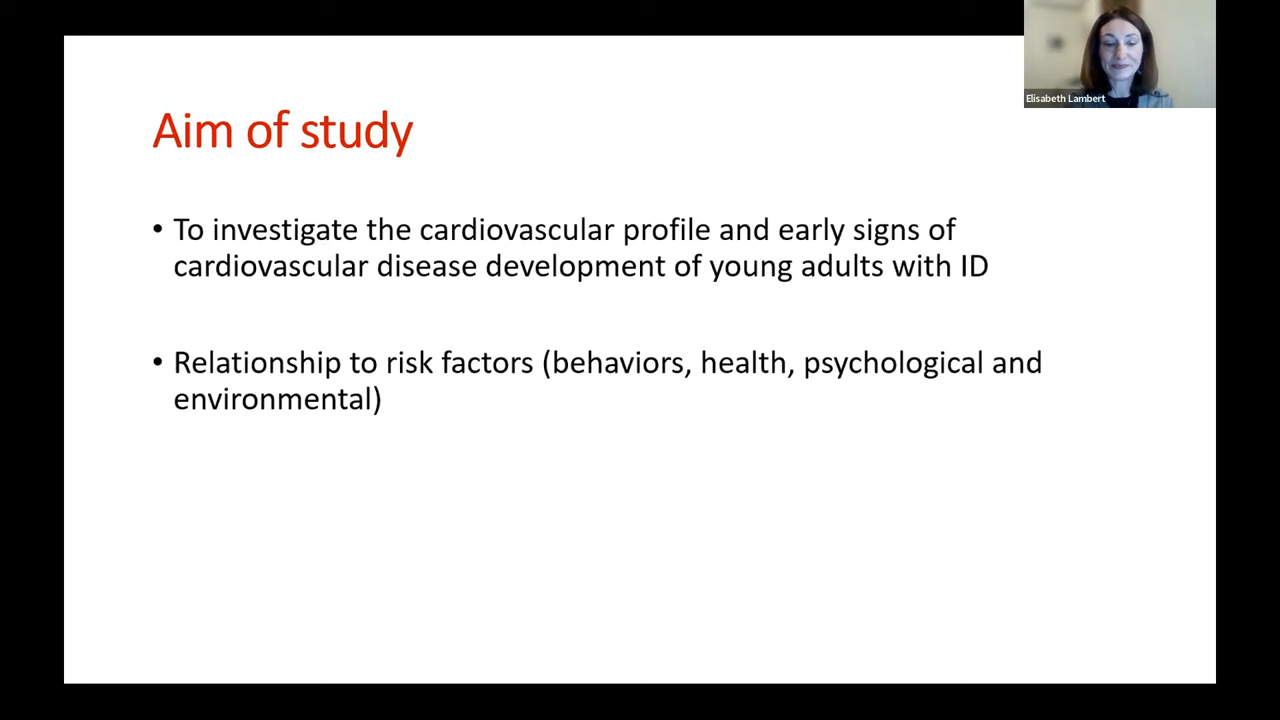 Aim of study
• To investigate the cardiovascular profile and early signs of
cardiovascular disease development of young adults with ID
• Relationship to risk factors (behaviors, health, psychological and
environmental)
Elisabeth Lambert